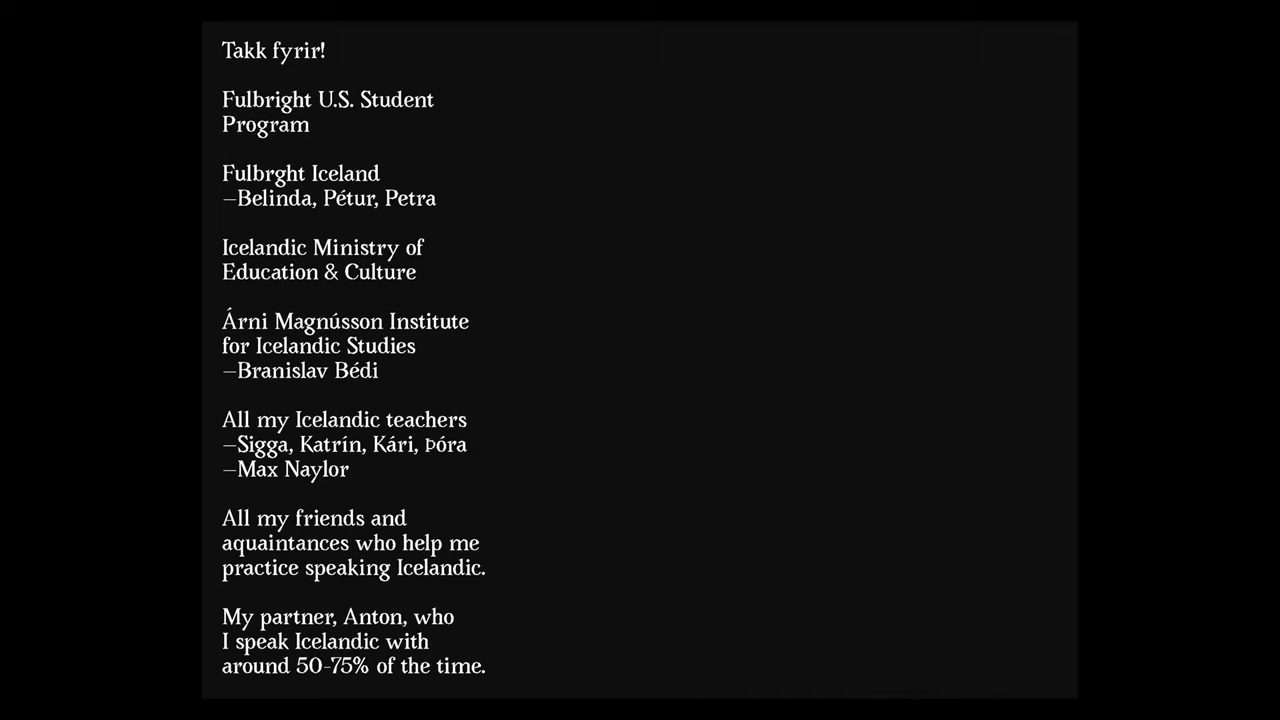 Takk fyrir!
Fulbright U.S. Student
Program
Fulbrght Iceland
—Belinda, Pétur, Petra
Icelandic Ministry of
Education & Culture
Árni Magnússon Institute
for Icelandic Studies
—Branislav Bédi
All my Icelandic teachers
—Sigga, Katrín, Kári, Þóra
—Max Naylor
All my friends and
aquaintances who help me
practice speaking Icelandic.
My partner, Anton, who
I speak Icelandic with
around 50-75% of the time.